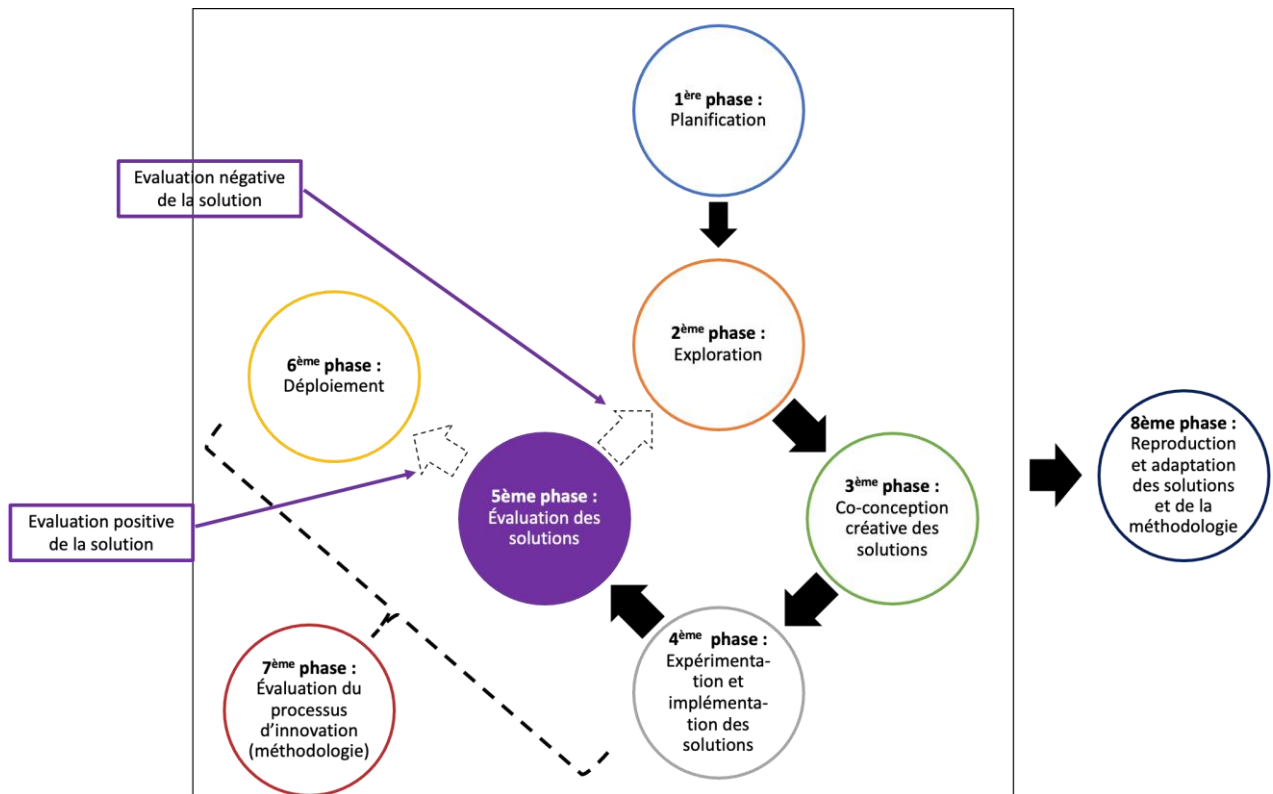 1ère phase :
Planification
Evaluation négative
de la solution
2ème phase :
Exploration
6ème phase :
Déploiement
8ème phase :
Reproduction
et adaptation
des solutions
et de la
méthodologie
3ème phase :
Co-conception
créative des
solutions
5ème phase :
Évaluation des
solutions
Evaluation positive
de la solution
4ème phase :
Expérimenta-
tion et
implémenta-
tion des
solutions
7ème phase :
Évaluation du
processus
d’innovation
(méthodologie)